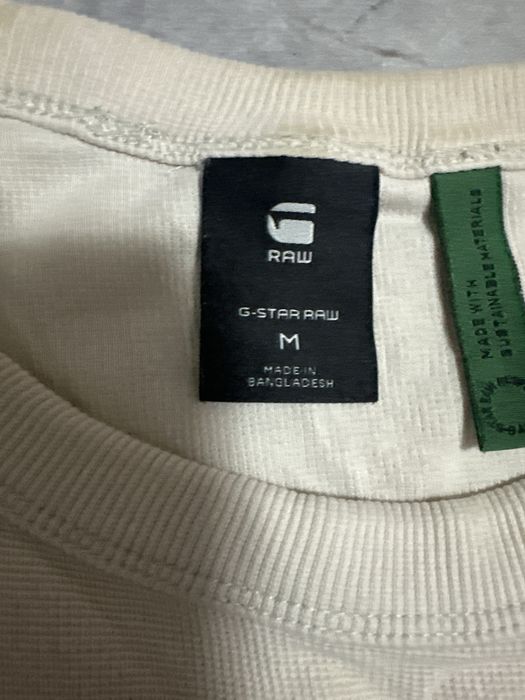 RAW
G-STAR RAW
M
MADE IN
BANGLADESH
MADE WITH
SUSTAINABLE MATERIALS